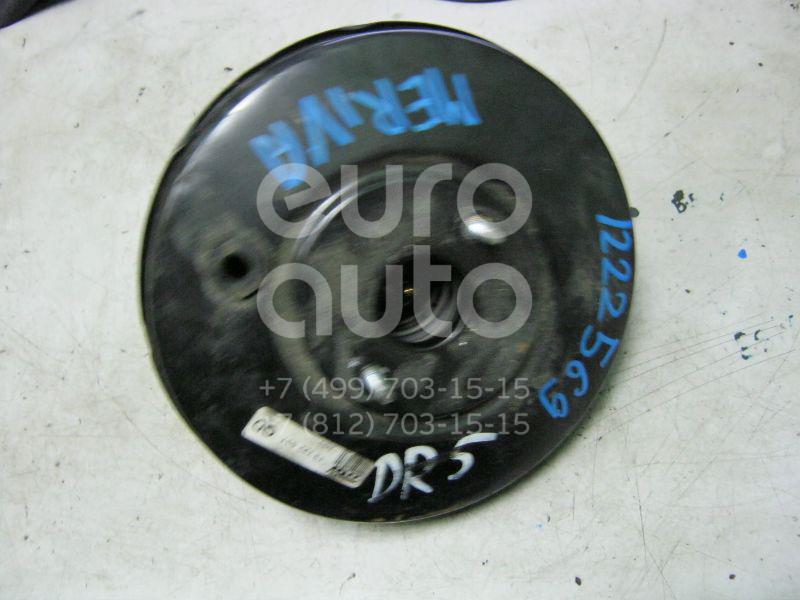 MERIVA
euro
auto
1222569
+7 (499) 703-15-15
+7 (812) 703-15-15
DR5